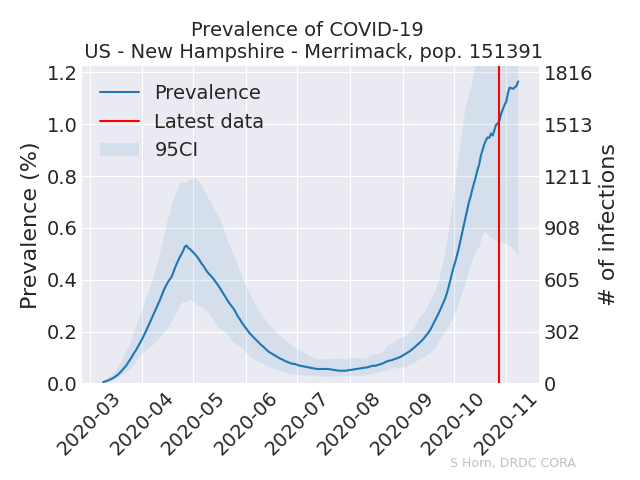 Prevalence of COVID-19
US - New Hampshire - Merrimack, pop. 151391
Prevalence
Latest data
95CI
Prevalence (%)
1.2
1.0
0.8
0.6
0.4
0.2
0.0
1816
1513
1211
908
605
302
0
# of infections
2020-03
2020-04
2020-05
2020-06
2020-07
2020-08
2020-09
2020-10
2020-11
S Horn, DRDC CORA